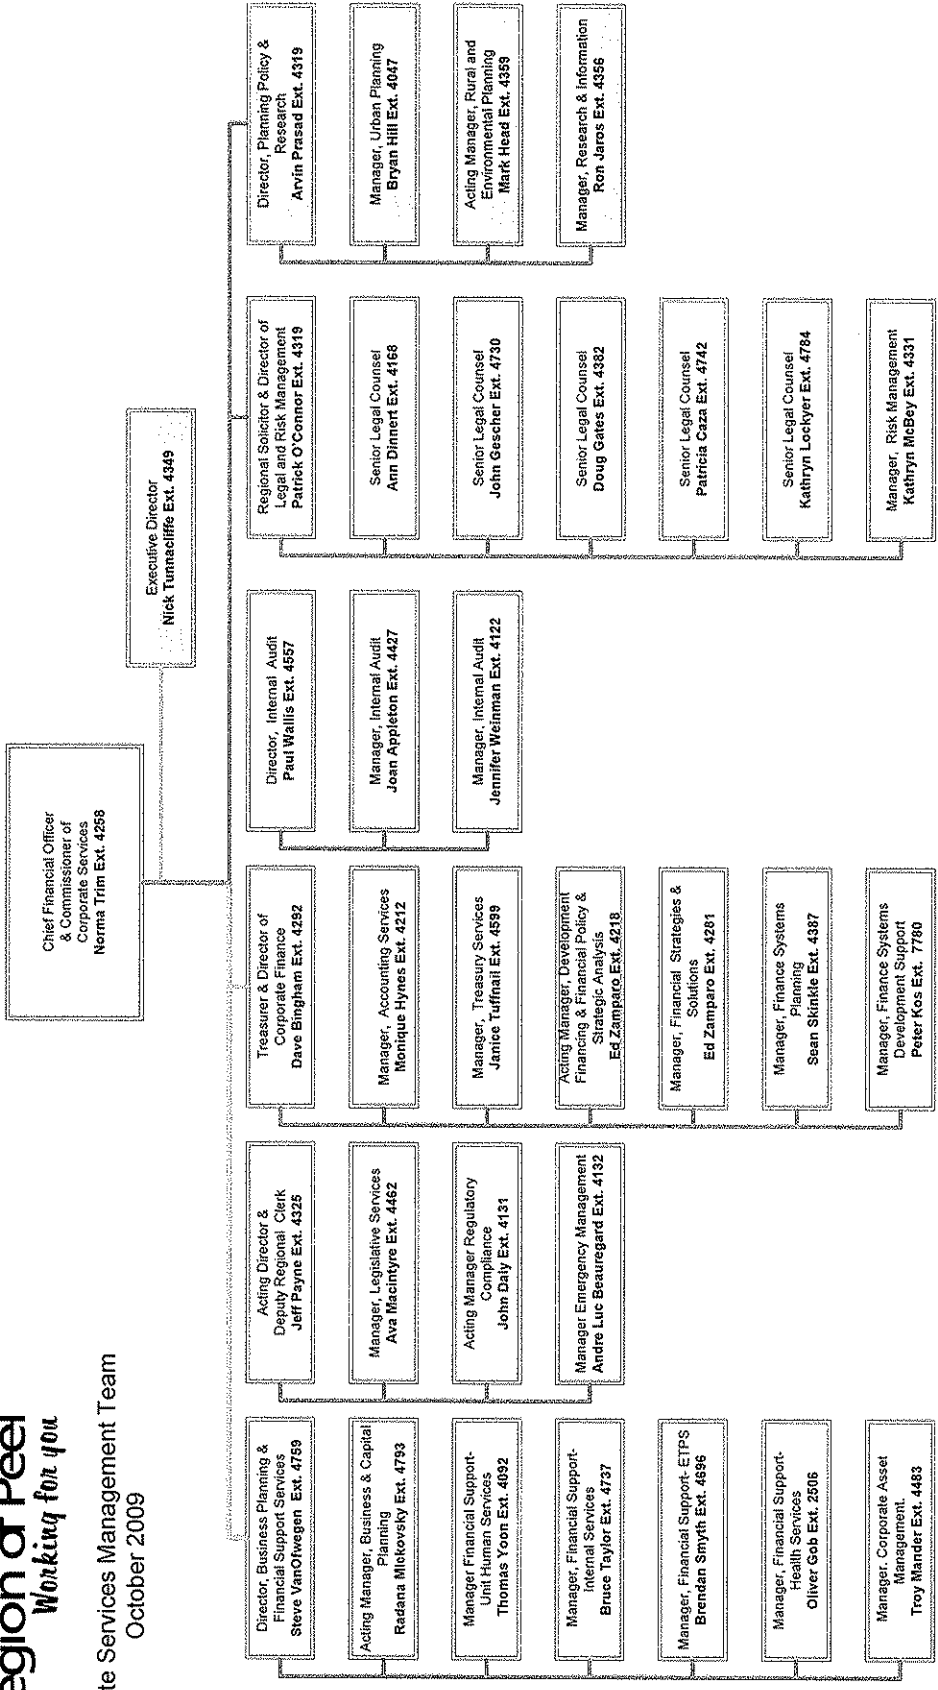 egion of Peel
Working for you
te Services Management Team
October 2009
Chief Financial Officer
& Commissioner of
Corporate Services
Norma Trim Ext. 4258
Executive Director
Nick Tunnacliffe Ext. 4349
Director, Business Planning &
Financial Support Services
Steve VanOfwegen Ext. 4759
Acting Manager, Business & Capital
Planning
Radana Mickovsky Ext. 4793
Manager Financial Support-
Unit Human Services
Thomas Yoon Ext. 4092
Manager, Financial Support-
Internal Services
Bruce Taylor Ext. 4737
Manager, Financial Support- ETPS
Brendan Smyth Ext. 4696
Manager, Financial Support-
Health Services
Oliver Gob Ext. 2506
Manager, Corporate Asset
Management.
Troy Mander Ext. 4483
Acting Director &
Deputy Regional Clerk
Jeff Payne Ext. 4325
Manager, Legislative Services
Ava Macintyre Ext. 4462
Acting Manager Regulatory
Compliance
John Daly Ext. 4131
Manager Emergency Management
Andre Luc Beauregard Ext. 4132
Treasurer & Director of
Corporate Finance
Dave Bingham Ext. 4292
Manager, Accounting Services
Monique Hynes Ext. 4212
Manager, Treasury Services
Janice Tuffnail Ext. 4599
Acting Manager, Development
Financing & Financial Policy &
Strategic Analysis
Ed Zamparo Ext. 4218
Manager, Financial Strategies &
Solutions
Ed Zamparo Ext. 4281
Manager, Finance Systems
Planning
Sean Skinkle Ext. 4387
Manager, Finance Systems
Development Support
Peter Kos Ext. 7780
Director, Internal Audit
Paul Wallis Ext. 4557
Manager, Internal Audit
Joan Appleton Ext. 4427
Manager, Internal Audit
Jennifer Weinman Ext. 4122
Regional Solicitor & Director of
Legal and Risk Management
Patrick O'Connor Ext. 4319
Senior Legal Counsel
Ann Dinnert Ext. 4168
Senior Legal Counsel
John Gescher Ext. 4730
Senior Legal Counsel
Doug Gates Ext. 4382
Senior Legal Counsel
Patricia Caza Ext. 4742
Senior Legal Counsel
Kathryn Lockyer Ext. 4784
Manager, Risk Management
Kathryn McBey Ext. 4331
Director, Planning Policy &
Research
Arvin Prasad Ext. 4319
Manager, Urban Planning
Bryan Hill Ext. 4047
Acting Manager, Rural and
Environmental Planning
Mark Head Ext. 4359
Manager, Research & Information
Ron Jaros Ext. 4356